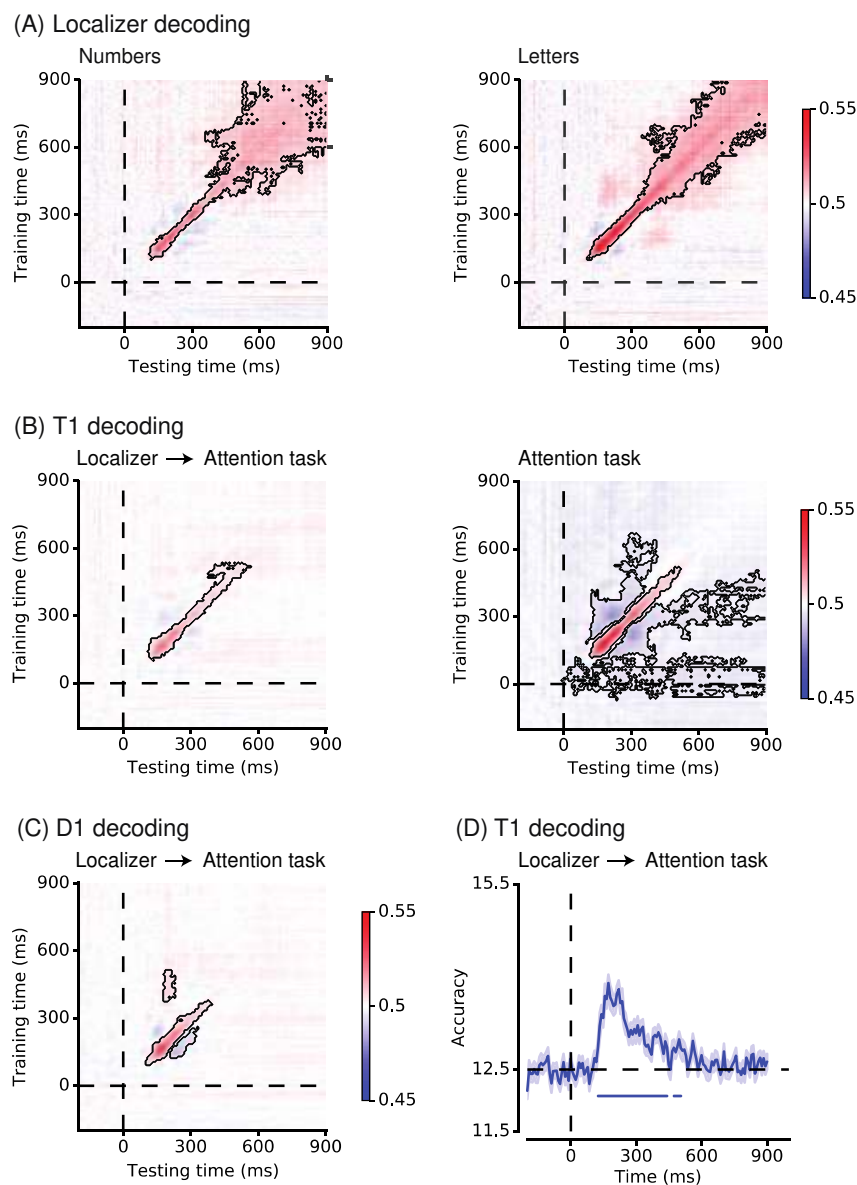 (A) Localizer decoding
Numbers
Letters
900
600
300
0
Training time (ms)
0 300 600 900
Testing time (ms)
900
600
300
0
Training time (ms)
0 300 600 900
Testing time (ms)
0.55
0.5
0.45
(B) T1 decoding
Localizer → Attention task
Attention task
900
600
300
0
Training time (ms)
0 300 600 900
Testing time (ms)
900
600
300
0
Training time (ms)
0 300 600 900
Testing time (ms)
0.55
0.5
0.45
(C) D1 decoding
Localizer → Attention task
900
600
300
0
Training time (ms)
0 300 600 900
Testing time (ms)
0.55
0.5
0.45
(D) T1 decoding
Localizer → Attention task
15.5
12.5
11.5
Accuracy
0 300 600 900
Time (ms)